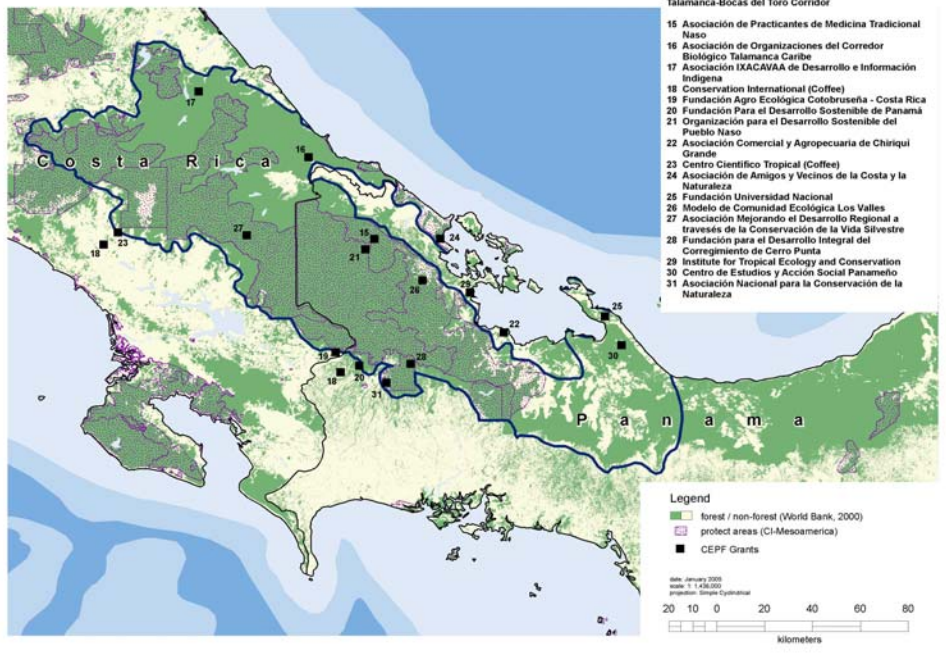 Talamanca-Bocas del Toro Corridor
15 Asociación de Practicantes de Medicina Tradicional
Naso
16 Asociación de Organizaciones del Corredor
Biológico Talamanca Caribe
17 Asociación IXACAVAA de Desarrollo e Información
Indigena
18 Conservation International (Coffee)
19 Fundación Agro Ecológica Cotobruseña - Costa Rica
20 Fundación Para el Desarrollo Sostenible de Panamá
21 Organización para el Desarrollo Sostenible del
Pueblo Naso
22 Asociación Comercial y Agropecuaria de Chiriqui
Grande
23 Centro Científico Tropical (Coffee)
24 Asociación de Amigos y Vecinos de la Costa y la
Naturaleza
25 Fundación Universidad Nacional
26 Modelo de Comunidad Ecológica Los Valles
27 Asociación Mejorando el Desarrollo Regional a
travesés de la Conservación de la Vida Silvestre
28 Fundación para el Desarrollo Integral del
Corregimiento de Cerro Punta
29 Institute for Tropical Ecology and Conservation
30 Centro de Estudios y Acción Social Panameño
31 Asociación Nacional para la Conservación de la
Naturaleza
17
16
Costa Rica
15
24
27
23
18
21
26
29
25
22
30
19
28
20
18
31
Panama
Legend
forest / non-forest (World Bank, 2000)
protect areas (CI-Mesoamerica)
CEPF Grants
date: January 2005
scale: 1: 1,436,000
projection: Simple Cyclindrical
20 10 0 20 40 60 80
kilometers